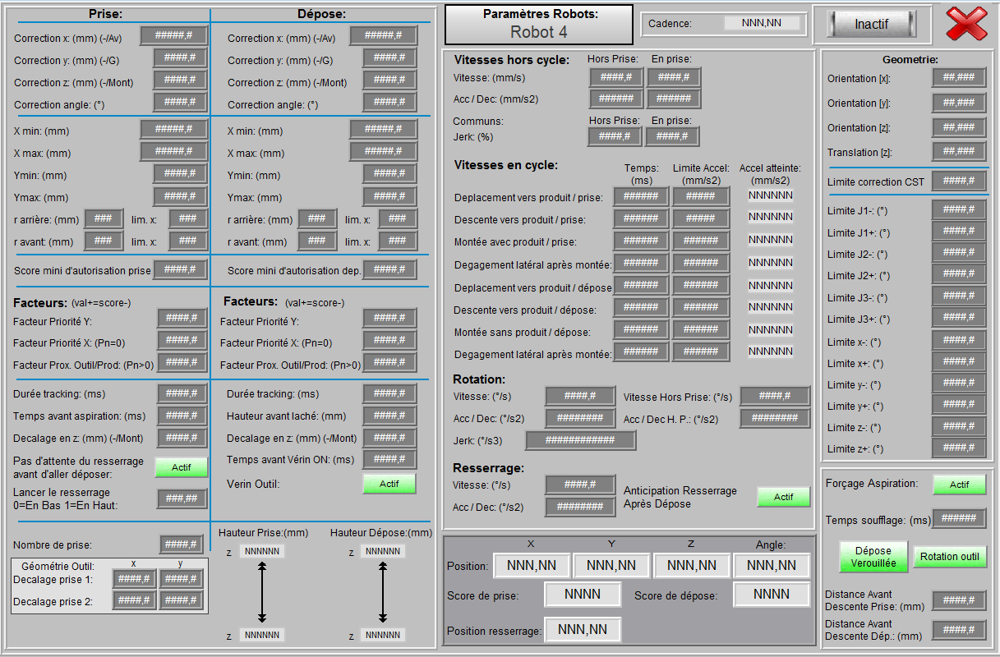 Prise:
Correction x: (mm) (-/Av) #####,#
Correction y: (mm) (-/G) ####,#
Correction z: (mm) (-/Mont) ####,#
Correction angle: (°) ####,#
X min: (mm) #####,#
X max: (mm) #####,#
Ymin: (mm) ####,#
Ymax: (mm) ####,#
r arrière: (mm) ### lim. x: ###
r avant: (mm) ### lim. x: ###
Score mini d'autorisation prise ####,#
Facteurs: (val+=score-)
Facteur Priorité Y: ####,#
Facteur Priorité X: (Pn=0) ####,#
Facteur Prox. Outil/Prod: (Pn>0) ####,#
Durée tracking: (ms) ####,#
Temps avant aspiration: (ms) ####,#
Decalage en z: (mm) (-/Mont) ####,#
Pas d'attente du resserrage
avant d'aller déposer: Actif
Lancer le resserrage
0=En Bas 1=En Haut: ###,##
Nombre de prise: ####,#
Géométrie Outil: x y
Decalage prise 1: ####,# ####,#
Decalage prise 2: ####,# ####,#
Dépose:
Correction x: (mm) (-/Av) #####,#
Correction y: (mm) (-/G) ####,#
Correction z: (mm) (-/Mont) ####,#
Correction angle: (°) ####,#
X min: (mm) #####,#
X max: (mm) #####,#
Ymin: (mm) ####,#
Ymax: (mm) ####,#
r arrière: (mm) ### lim. x: ###
r avant: (mm) ### lim. x: ###
Score mini d'autorisation dep. ####,#
Facteurs: (val+=score-)
Facteur Priorité Y: ####,#
Facteur Priorité X: (Pn=0) ####,#
Facteur Prox. Outil/Prod: (Pn>0) ####,#
Durée tracking: (ms) ####,#
Hauteur avant laché: (mm) ####,#
Decalage en z: (mm) (-/Mont) ####,#
Temps avant Vérin ON: (ms) ####,#
Verin Outil: Actif
Hauteur Prise:(mm) Hauteur Dépose:(mm)
z NNNNNN z NNNNNN
z NNNNNN z NNNNNN
Paramètres Robots:
Robot 4
Cadence: NNN,NN
Inactif
Vitesses hors cycle: Hors Prise: En prise:
Vitesse: (mm/s) ####,# ####,#
Acc / Dec: (mm/s2) ###### ######
Communs: Hors Prise: En prise:
Jerk: (%) ####,# ####,#
Vitesses en cycle: Temps: Limite Accel: Accel atteinte:
(ms) (mm/s2) (mm/s2)
Deplacement vers produit / prise: ###### ##### NNNNNN
Descente vers produit / prise: ###### ###### NNNNNN
Montée avec produit / prise: ###### ###### NNNNNN
Degagement latéral après montée: ###### ###### NNNNNN
Deplacement vers produit / dépose ###### ###### NNNNNN
Descente vers produit / dépose: ###### ###### NNNNNN
Montée sans produit / dépose: ###### ###### NNNNNN
Degagement latéral après montée: ###### ###### NNNNNN
Rotation:
Vitesse: (°/s) ####,# Vitesse Hors Prise: (°/s) ####,#
Acc / Dec: (°/s2) ######## Acc / Dec H. P.: (°/s2) ########
Jerk: (°/s3) ############
Resserrage:
Vitesse: (°/s) ####,#
Acc / Dec: (°/s2) ########
Anticipation Resserrage
Après Dépose Actif
X Y Z Angle:
Position: NNN,NN NNN,NN NNN,NN NNN,NN
Score de prise: NNNN Score de dépose: NNNN
Position resserrage: NNN,NN
Geometrie:
Orientation [x]: ##,###
Orientation [y]: ##,###
Orientation [z]: ##,###
Translation [z]: ##,###
Limite correction CST ####,#
Limite J1-: (°) ####,#
Limite J1+: (°) ####,#
Limite J2-: (°) ####,#
Limite J2+: (°) ####,#
Limite J3-: (°) ####,#
Limite J3+: (°) ####,#
Limite x-: (°) ####,#
Limite x+: (°) ####,#
Limite y-: (°) ####,#
Limite y+: (°) ####,#
Limite z-: (°) ####,#
Limite z+: (°) ####,#
Forçage Aspiration: Actif
Temps soufflage: (ms) ######
Dépose
Verouillée
Rotation outil
Distance Avant
Descente Prise: (mm) ####,#
Distance Avant
Descente Dép.: (mm) ####,#